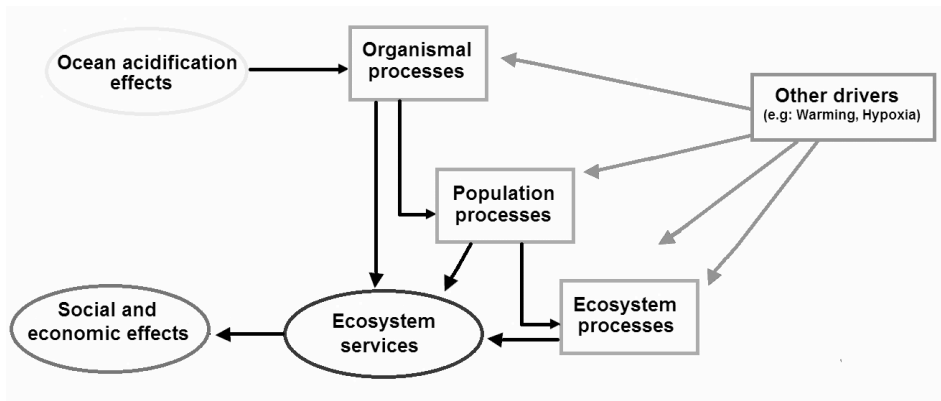 Ocean acidification
effects
Organismal
processes
Other drivers
(e.g: Warming, Hypoxia)
Population
processes
Ecosystem
processes
Ecosystem
services
Social and
economic effects